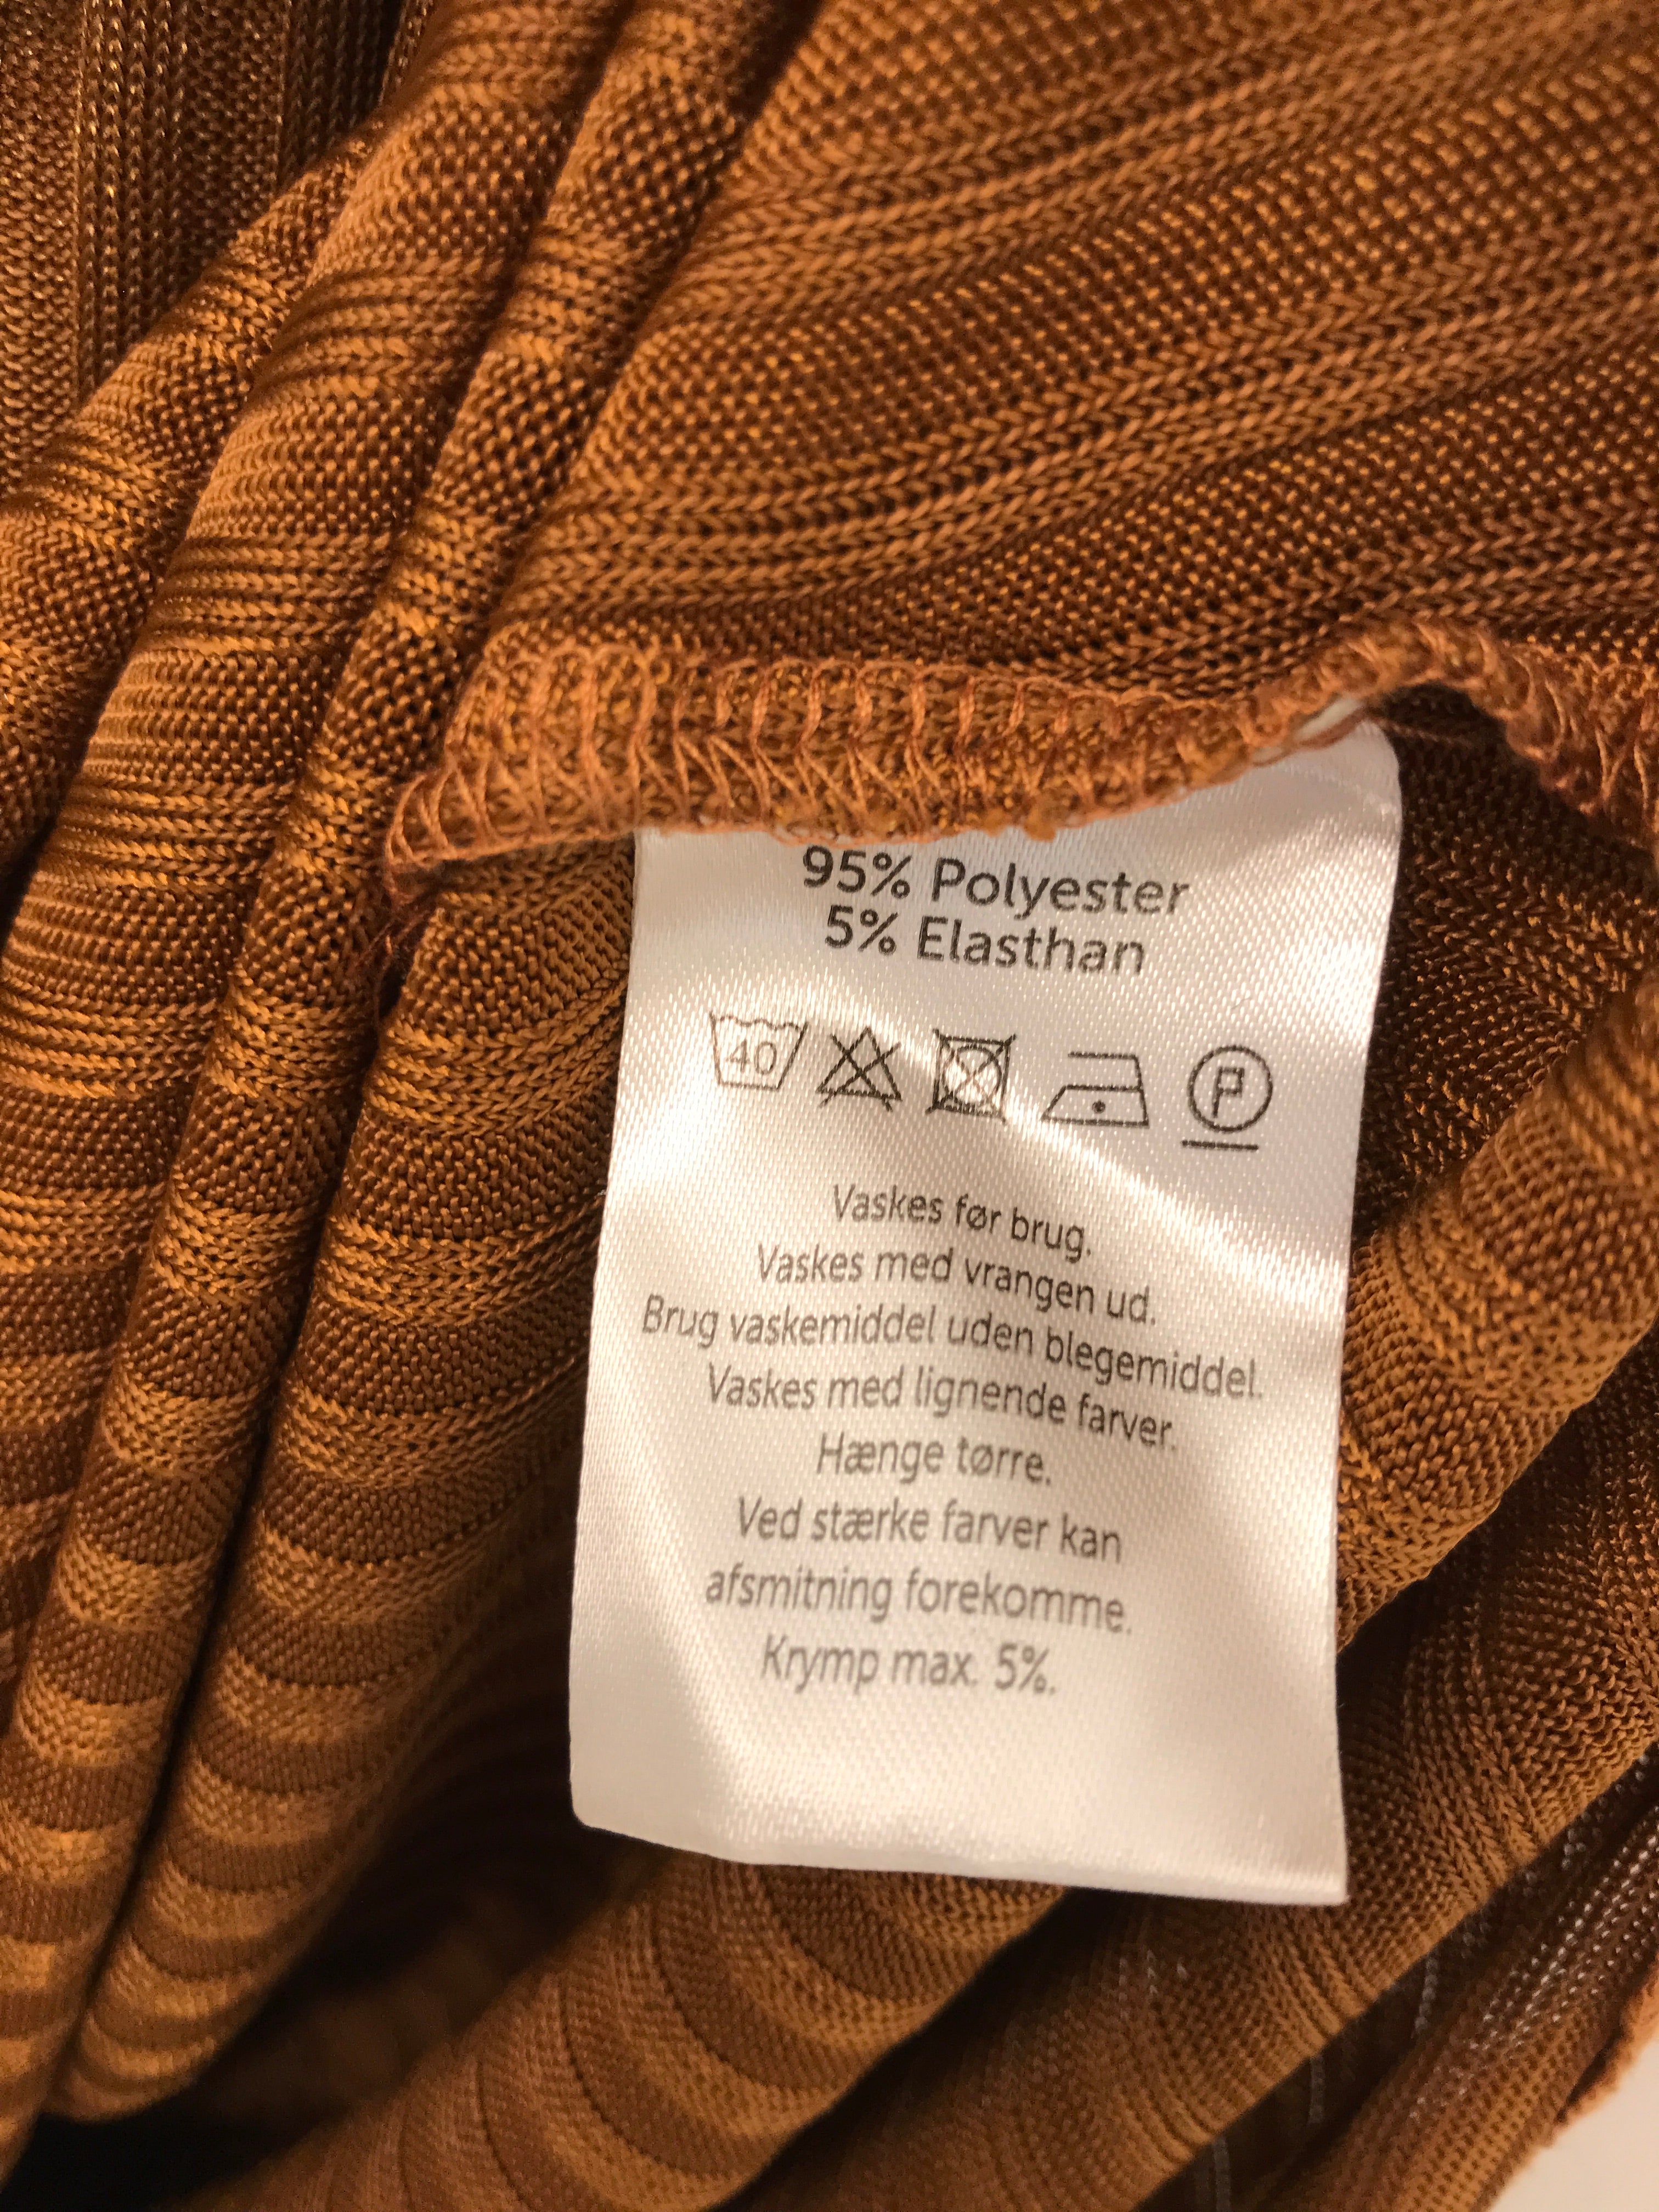 95% Polyester
5% Elasthan
40 P
Vaskes før brug.
Vaskes med vrangen ud.
Brug vaskemiddel uden blegemiddel.
Vaskes med lignende farver.
Hænge tørre.
Ved stærke farver kan
afsmitning forekomme.
Krymp max. 5%.